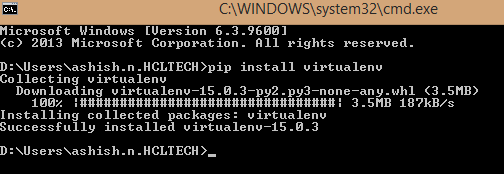 C:\WINDOWS\system32\cmd.exe
C:\.
Microsoft Windows [Version 6.3.9600]
(c) 2013 Microsoft Corporation. All rights reserved.
D:\Users\ashish.n.HCLTECH>pip install virtualenv
Collecting virtualenv
Downloading virtualenv-15.0.3-py2.py3-none-any.whl (3.5MB)
100% |################################| 3.5MB 187kB/s
Installing collected packages: virtualenv
Successfully installed virtualenv-15.0.3
D:\Users\ashish.n.HCLTECH>_